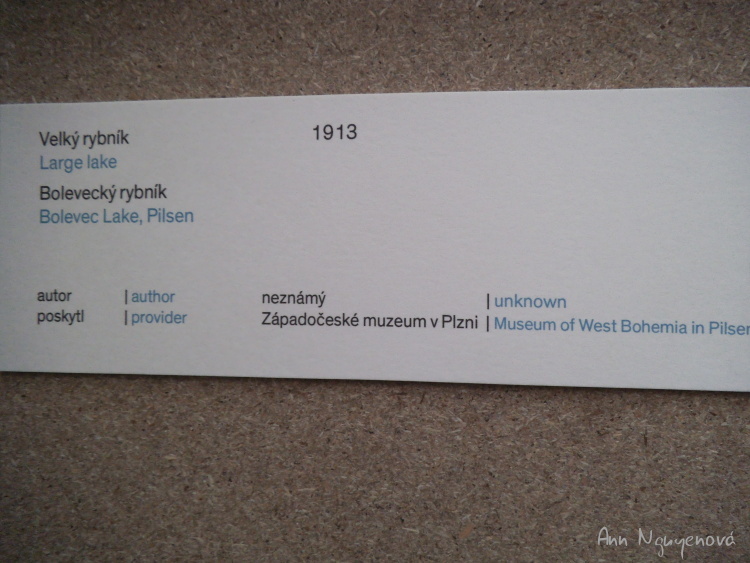 Velký rybník 1913
Large lake
Bolevecký rybník
Bolevec Lake, Pilsen
autor | author neznámý | unknown
poskytl | provider Západočeské muzeum v Plzni | Museum of West Bohemia in Pilsen
Ann Nguyenová